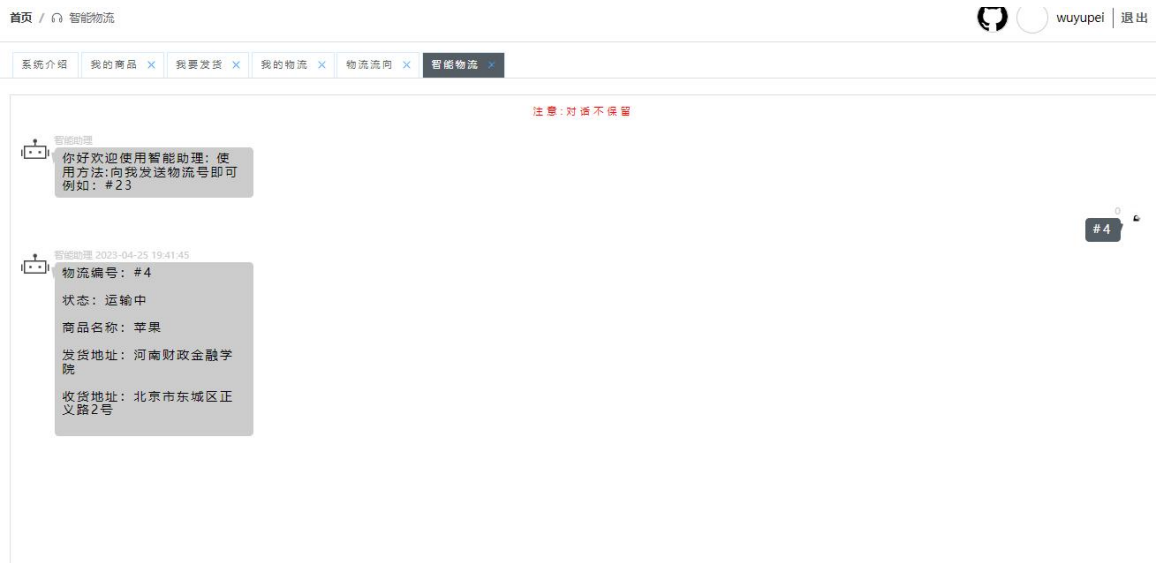 首页 / 智能物流
wuyupei 退出
系统介绍 我的商品 × 我要发货 × 我的物流 × 物流流向 × 智能物流 ×
注意:对话不保留
智能助理
你好欢迎使用智能助理：使
用方法:向我发送物流号即可
例如：#23
0
#4
智能助理 2023-04-25 19:41:45
物流编号：#4
状态：运输中
商品名称：苹果
发货地址：河南财政金融学
院
收货地址：北京市东城区正
义路2号